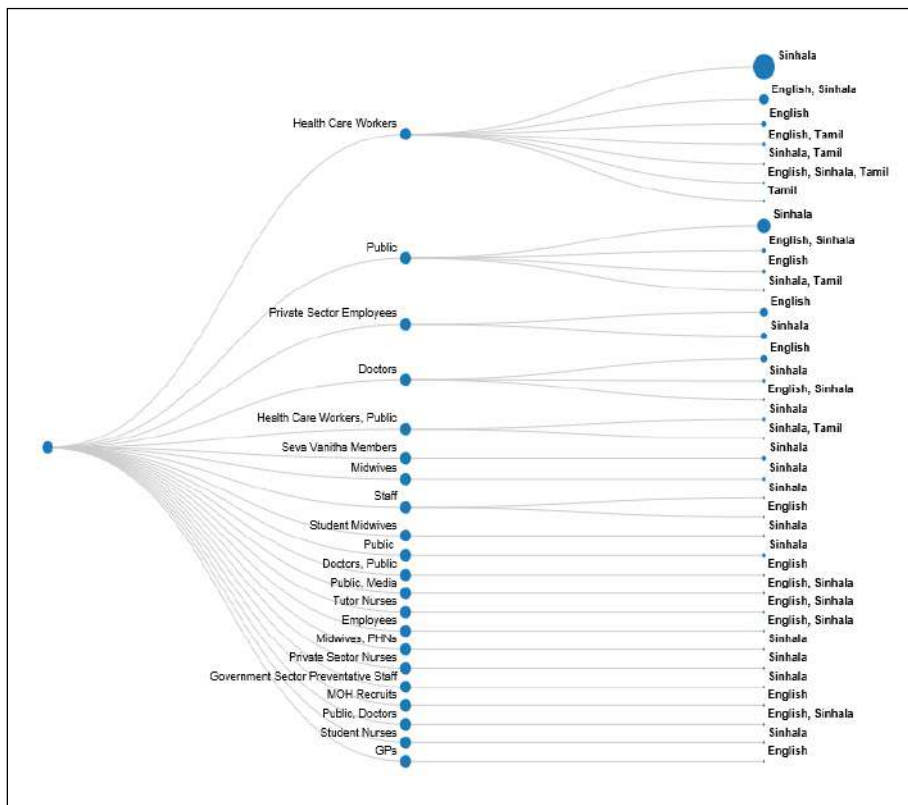 Health Care Workers
Sinhala
English, Sinhala
English
English, Tamil
Sinhala, Tamil
English, Sinhala, Tamil
Tamil
Public
Sinhala
English, Sinhala
English
Sinhala, Tamil
Private Sector Employees
English
Sinhala
Doctors
English
Sinhala
English, Sinhala
Health Care Workers, Public
Sinhala
Sinhala, Tamil
Seva Vanitha Members
Sinhala
Midwives
Sinhala
Staff
Sinhala
English
Student Midwives
Sinhala
Public
Sinhala
Doctors, Public
English
Public, Media
English, Sinhala
Tutor Nurses
English, Sinhala
Employees
English, Sinhala
Midwives, PHNs
Sinhala
Private Sector Nurses
Sinhala
Government Sector Preventative Staff
Sinhala
MOH Recruits
English
Public, Doctors
English, Sinhala
Student Nurses
Sinhala
GPs
English